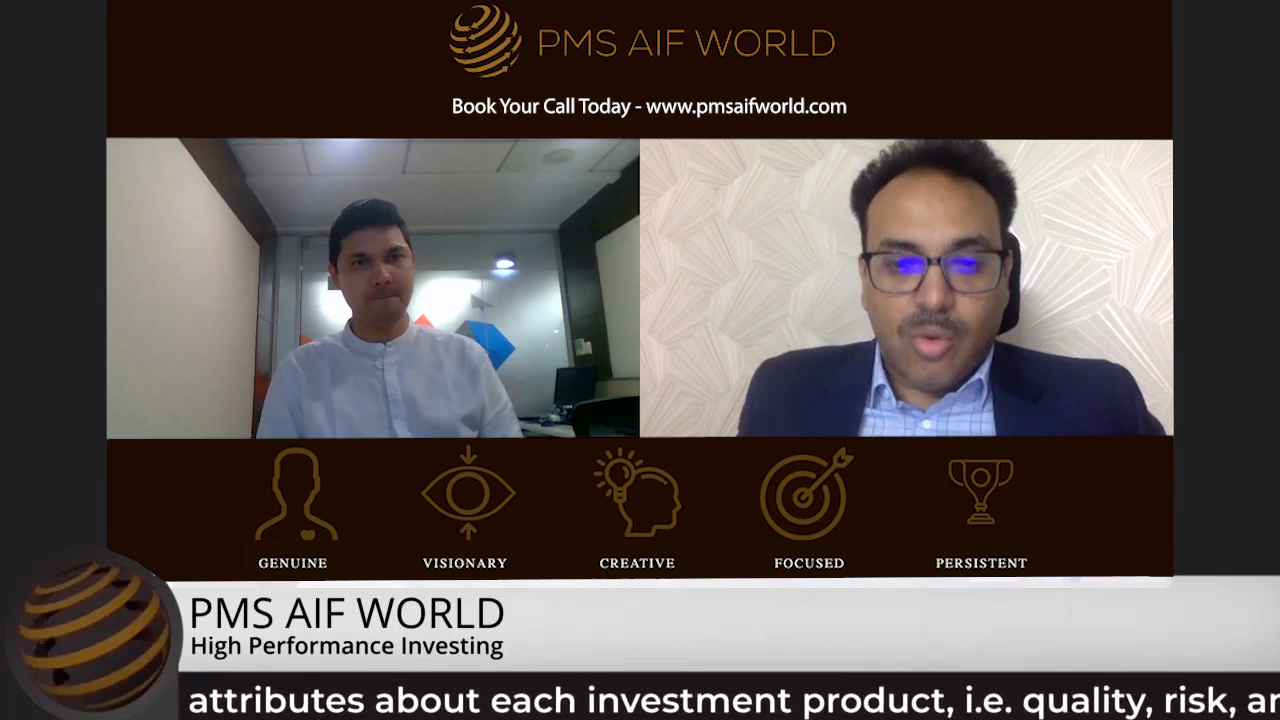 PMS AIF WORLD
Book Your Call Today - www.pmsaifworld.com
GENUINE
VISIONARY
CREATIVE
FOCUSED
PERSISTENT
PMS AIF WORLD
High Performance Investing
attributes about each investment product, i.e. quality, risk,